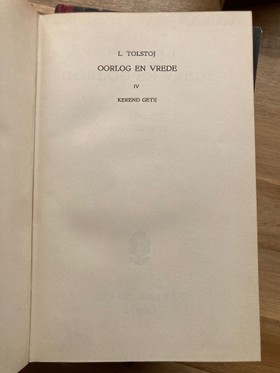 L. TOLSTOJ
OORLOG EN VREDE
IV
KEREND GETIJ